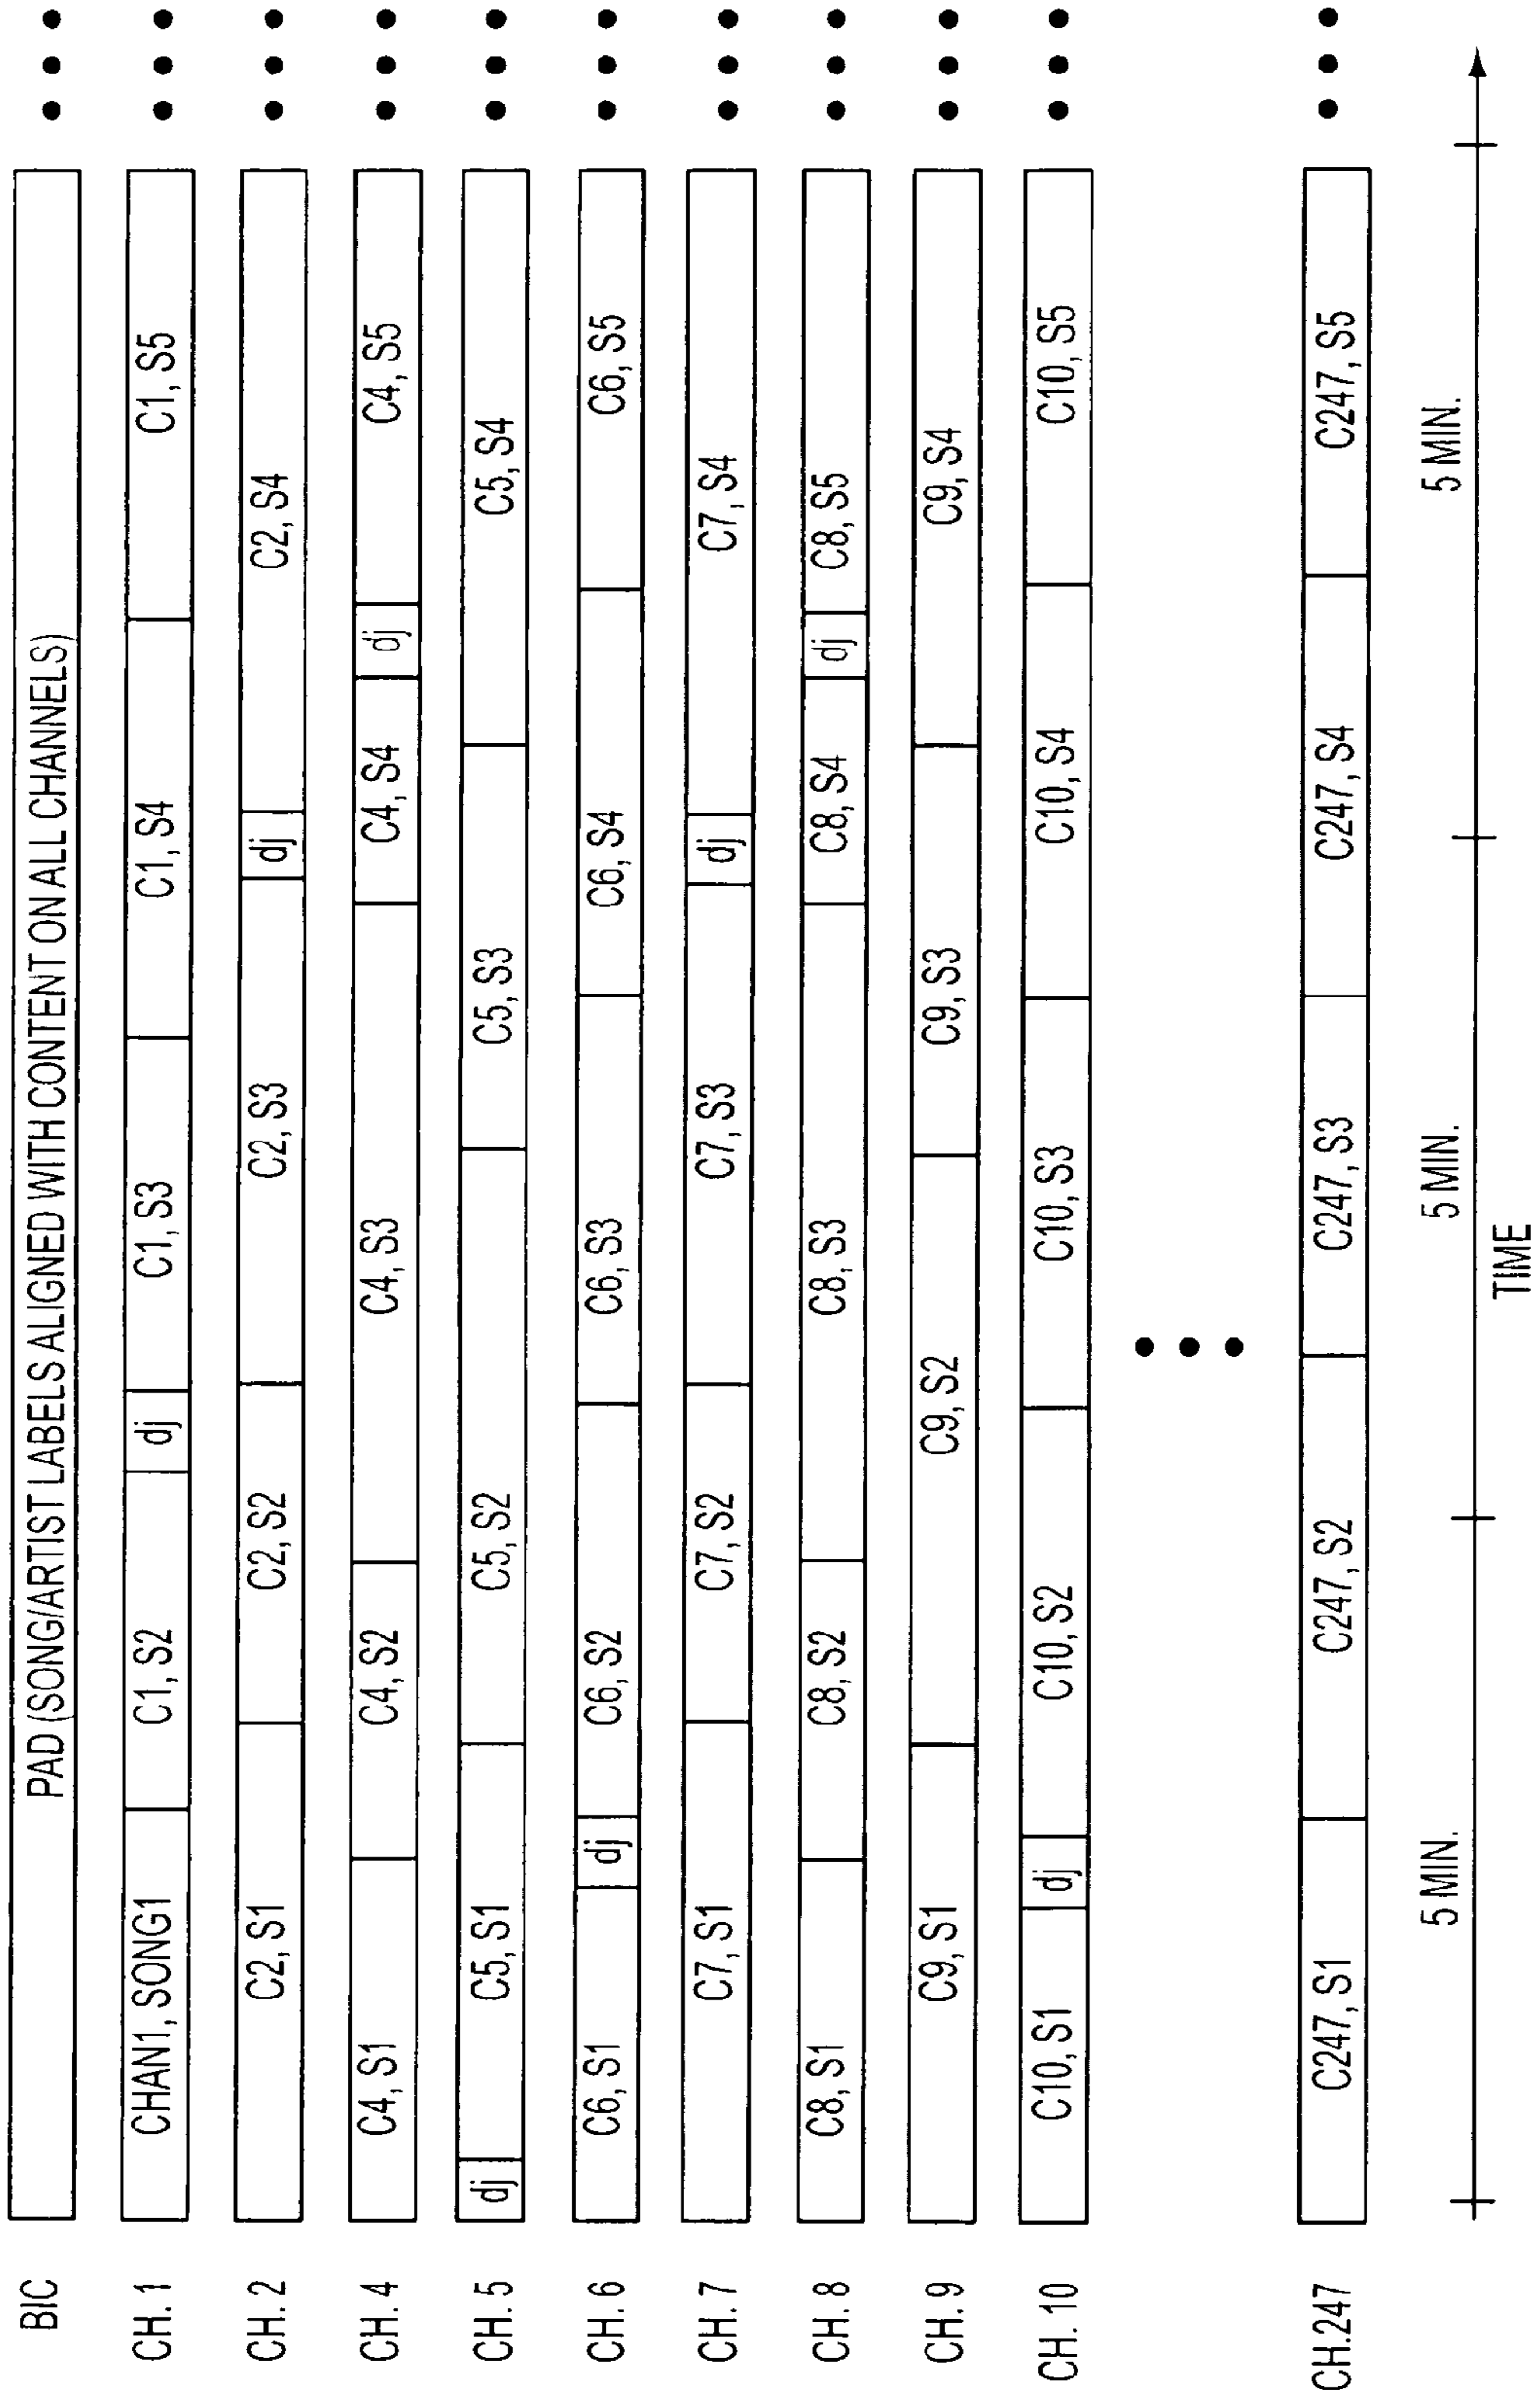 BIC PAD (SONG/ARTIST LABELS ALIGNED WITH CONTENT ON ALL CHANNELS)
CH. 1 CHAN1, SONG1 C1, S2 dj C1, S3 C1, S4 C1, S5
CH. 2 C2, S1 C2, S2 C2, S3 dj C2, S4
CH. 4 C4, S1 C4, S2 C4, S3 C4, S4 dj C4, S5
CH. 5 dj C5, S1 C5, S2 C5, S3 C5, S4
CH. 6 C6, S1 dj C6, S2 C6, S3 C6, S4 C6, S5
CH. 7 C7, S1 C7, S2 C7, S3 dj C7, S4
CH. 8 C8, S1 C8, S2 C8, S3 C8, S4 dj C8, S5
CH. 9 C9, S1 C9, S2 C9, S3 C9, S4
CH. 10 C10, S1 dj C10, S2 C10, S3 C10, S4 C10, S5
CH.247 C247, S1 C247, S2 C247, S3 C247, S4 C247, S5
5 MIN. 5 MIN. 5 MIN.
TIME